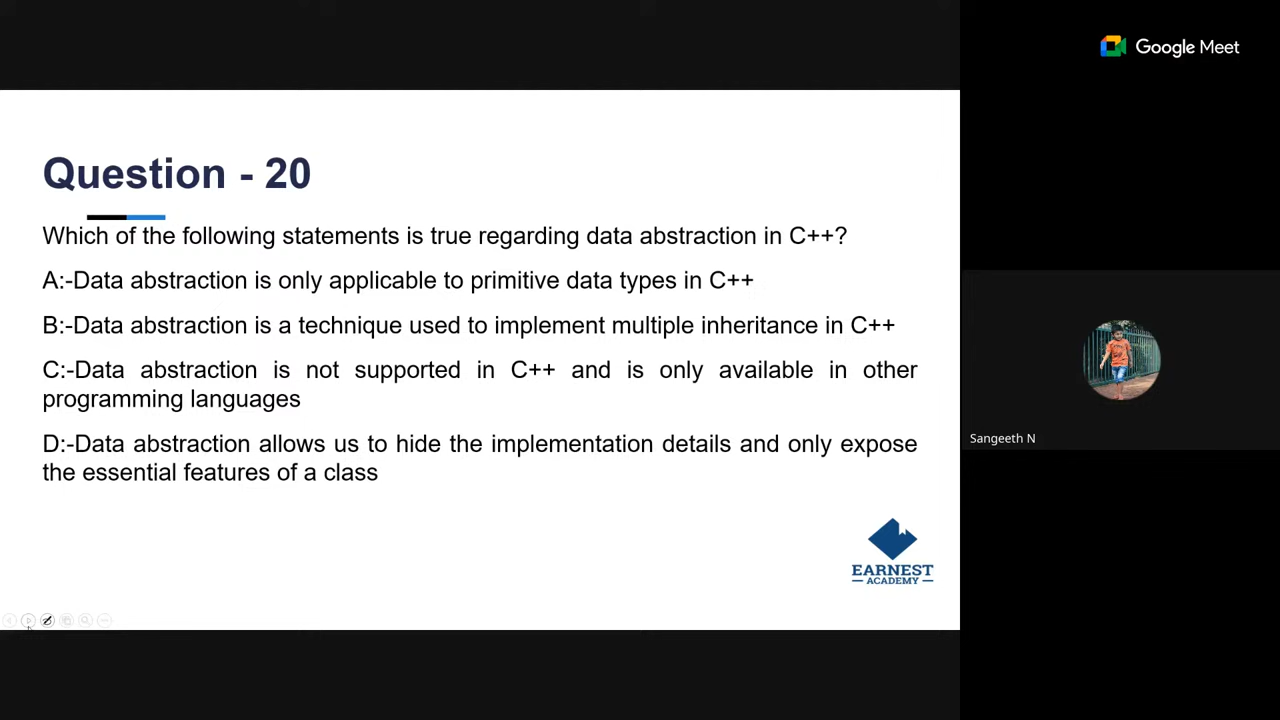 Google Meet
Question - 20
Which of the following statements is true regarding data abstraction in C++?
A:-Data abstraction is only applicable to primitive data types in C++
B:-Data abstraction is a technique used to implement multiple inheritance in C++
C:-Data abstraction is not supported in C++ and is only available in other
programming languages
D:-Data abstraction allows us to hide the implementation details and only expose
the essential features of a class
EARNEST
ACADEMY
Sangeeth N